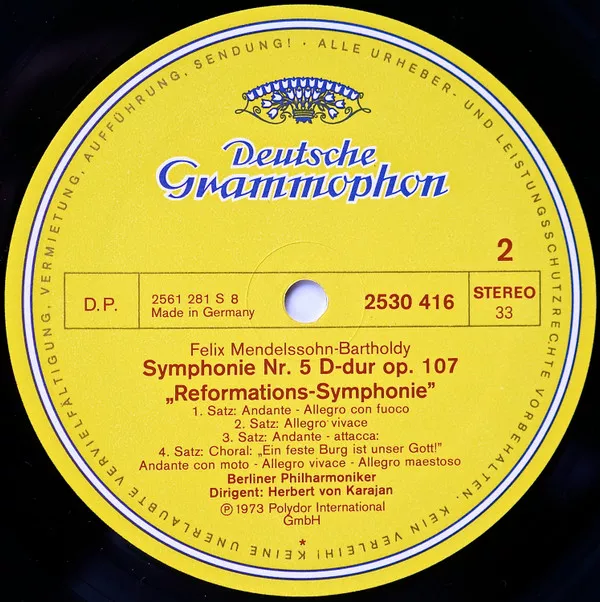 Deutsche
Grammophon
2
D.P.
2561 281 S 8
Made in Germany
2530 416
STEREO
33
Felix Mendelssohn-Bartholdy
Symphonie Nr. 5 D-dur op. 107
„Reformations-Symphonie”
1. Satz: Andante - Allegro con fuoco
2. Satz: Allegro vivace
3. Satz: Andante - attacca:
4. Satz: Choral: „Ein feste Burg ist unser Gott!”
Andante con moto - Allegro vivace - Allegro maestoso
Berliner Philharmoniker
Dirigent: Herbert von Karajan
Ⓟ 1973 Polydor International
GmbH
*
ALLE URHEBER- UND LEISTUNGSSCHUTZRECHTE VORBEHALTEN. KEIN VERLEIH! KEINE UNERLAUBTE VERVIELFÄLTIGUNG, VERMIETUNG, AUFFÜHRUNG, SENDUNG! ·